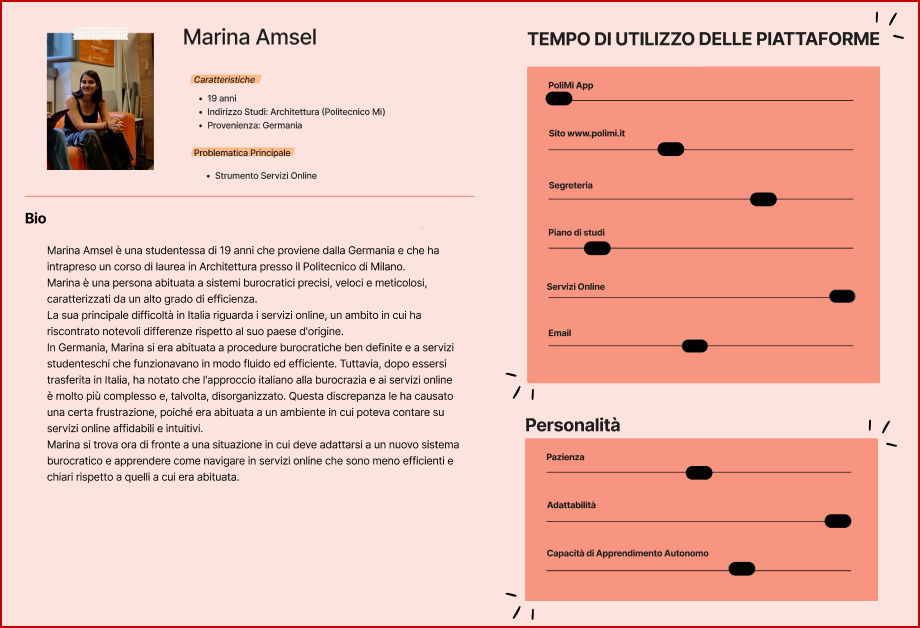 Marina Amsel
Caratteristiche
• 19 anni
• Indirizzo Studi: Architettura (Politecnico Mi)
• Provenienza: Germania
Problematica Principale
• Strumento Servizi Online
Bio
Marina Amsel è una studentessa di 19 anni che proviene dalla Germania e che ha
intrapreso un corso di laurea in Architettura presso il Politecnico di Milano.
Marina è una persona abituata a sistemi burocratici precisi, veloci e meticolosi,
caratterizzati da un alto grado di efficienza.
La sua principale difficoltà in Italia riguarda i servizi online, un ambito in cui ha
riscontrato notevoli differenze rispetto al suo paese d'origine.
In Germania, Marina si era abituata a procedure burocratiche ben definite e a servizi
studenteschi che funzionavano in modo fluido ed efficiente. Tuttavia, dopo essersi
trasferita in Italia, ha notato che l'approccio italiano alla burocrazia e ai servizi online
è molto più complesso e, talvolta, disorganizzato. Questa discrepanza le ha causato
una certa frustrazione, poiché era abituata a un ambiente in cui poteva contare su
servizi online affidabili e intuitivi.
Marina si trova ora di fronte a una situazione in cui deve adattarsi a un nuovo sistema
burocratico e apprendere come navigare in servizi online che sono meno efficienti e
chiari rispetto a quelli a cui era abituata.
TEMPO DI UTILIZZO DELLE PIATTAFORME
PoliMi App
Sito www.polimi.it
Segreteria
Piano di studi
Servizi Online
Email
Personalità
Pazienza
Adattabilità
Capacità di Apprendimento Autonomo